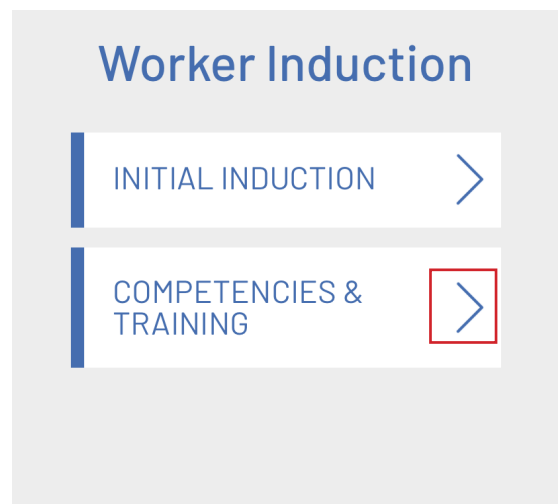 Worker Induction
INITIAL INDUCTION
COMPETENCIES &
TRAINING